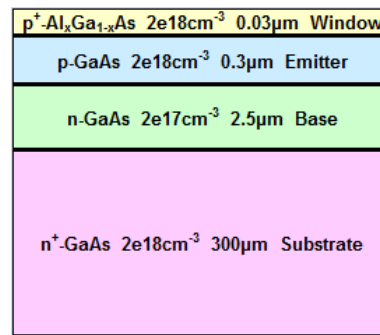 p⁺-AlₓGa₁₋ₓAs 2e18cm⁻³ 0.03µm Window
p-GaAs 2e18cm⁻³ 0.3µm Emitter
n-GaAs 2e17cm⁻³ 2.5µm Base
n⁺-GaAs 2e18cm⁻³ 300µm Substrate